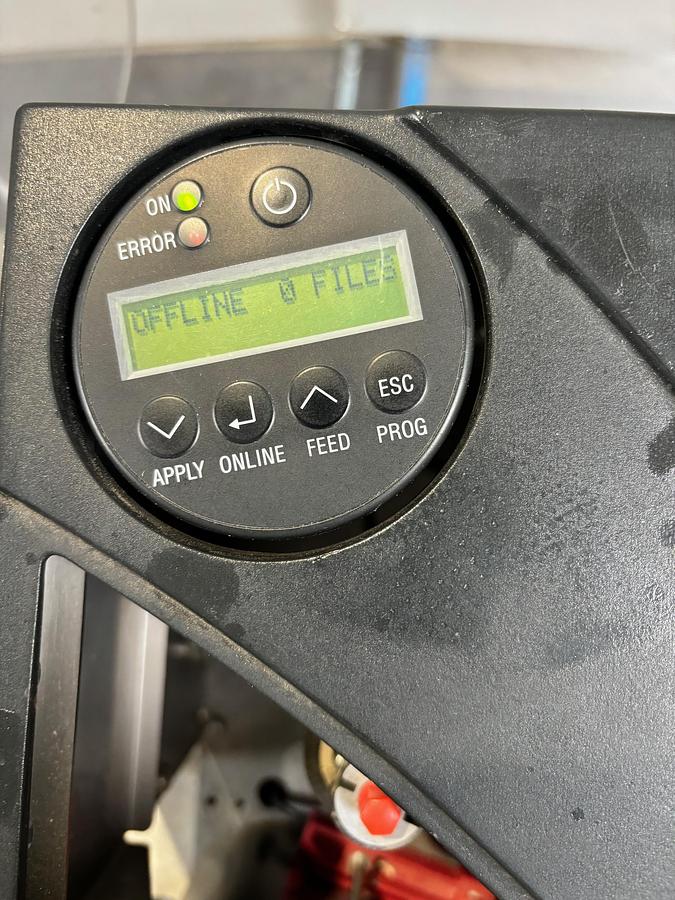 ON
ERROR
OFFLINE 0 FILES
ESC
APPLY ONLINE FEED PROG